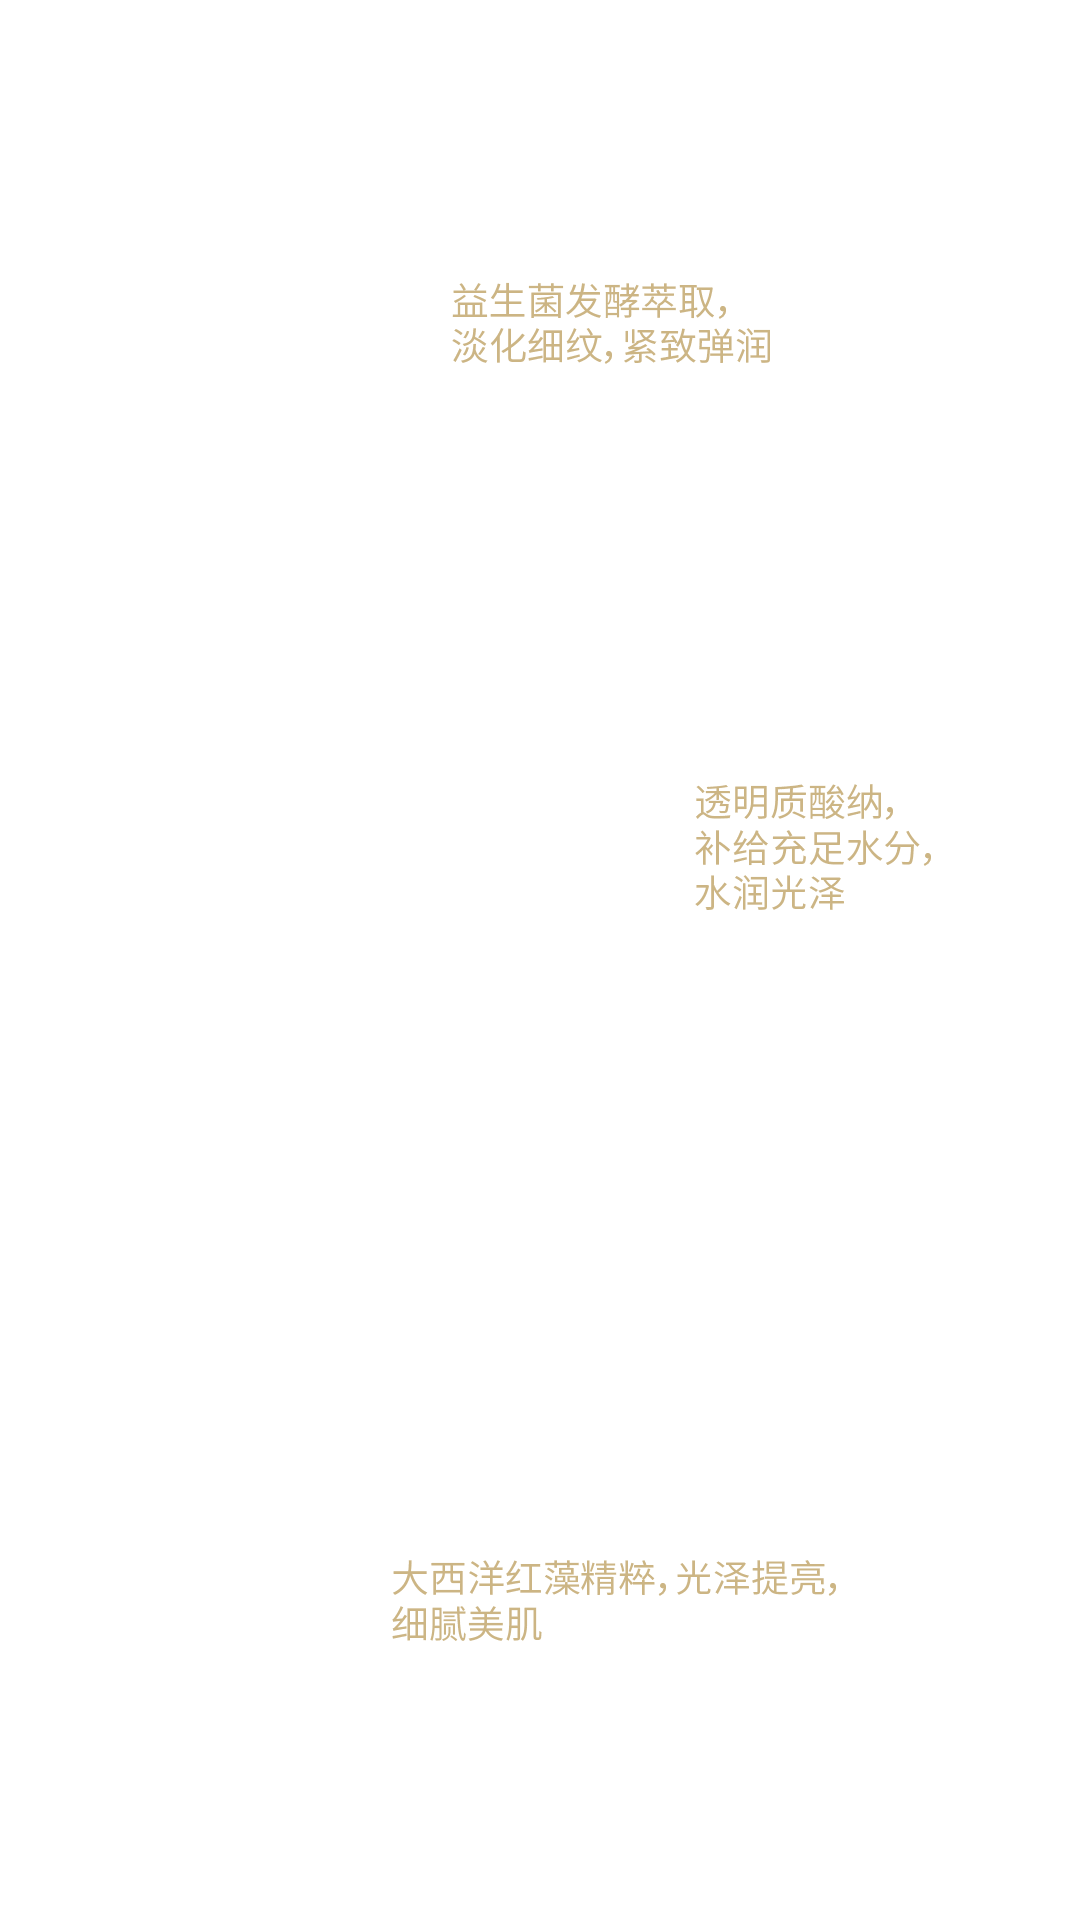 益生菌发酵萃取，
淡化细纹，紧致弹润
透明质酸纳，
补给充足水分，
水润光泽
大西洋红藻精粹，光泽提亮，
细腻美肌